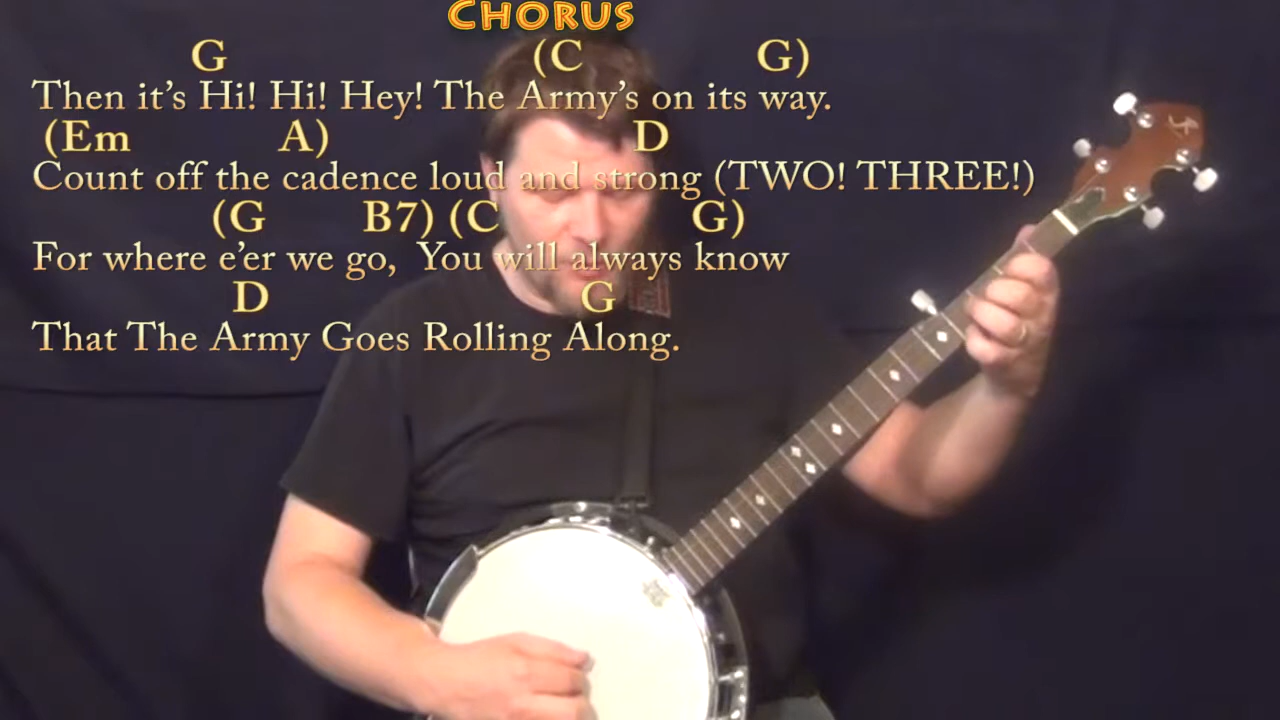 CHORUS
G (C G)
Then it's Hi! Hi! Hey! The Army's on its way.
(Em A) D
Count off the cadence loud and strong (TWO! THREE!)
(G B7) (C G)
For where e'er we go, You will always know
D G
That The Army Goes Rolling Along.